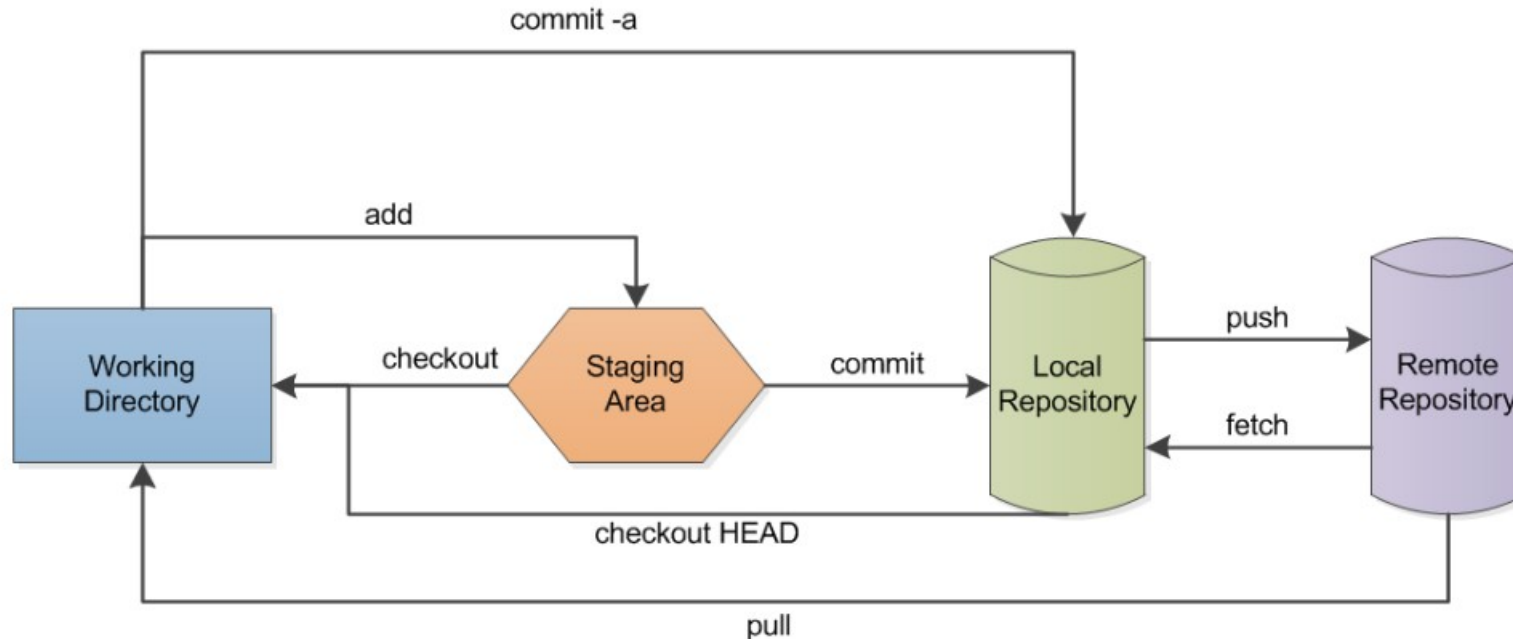 commit -a
add
Working
Directory
checkout
Staging
Area
commit
Local
Repository
push
fetch
Remote
Repository
checkout HEAD
pull